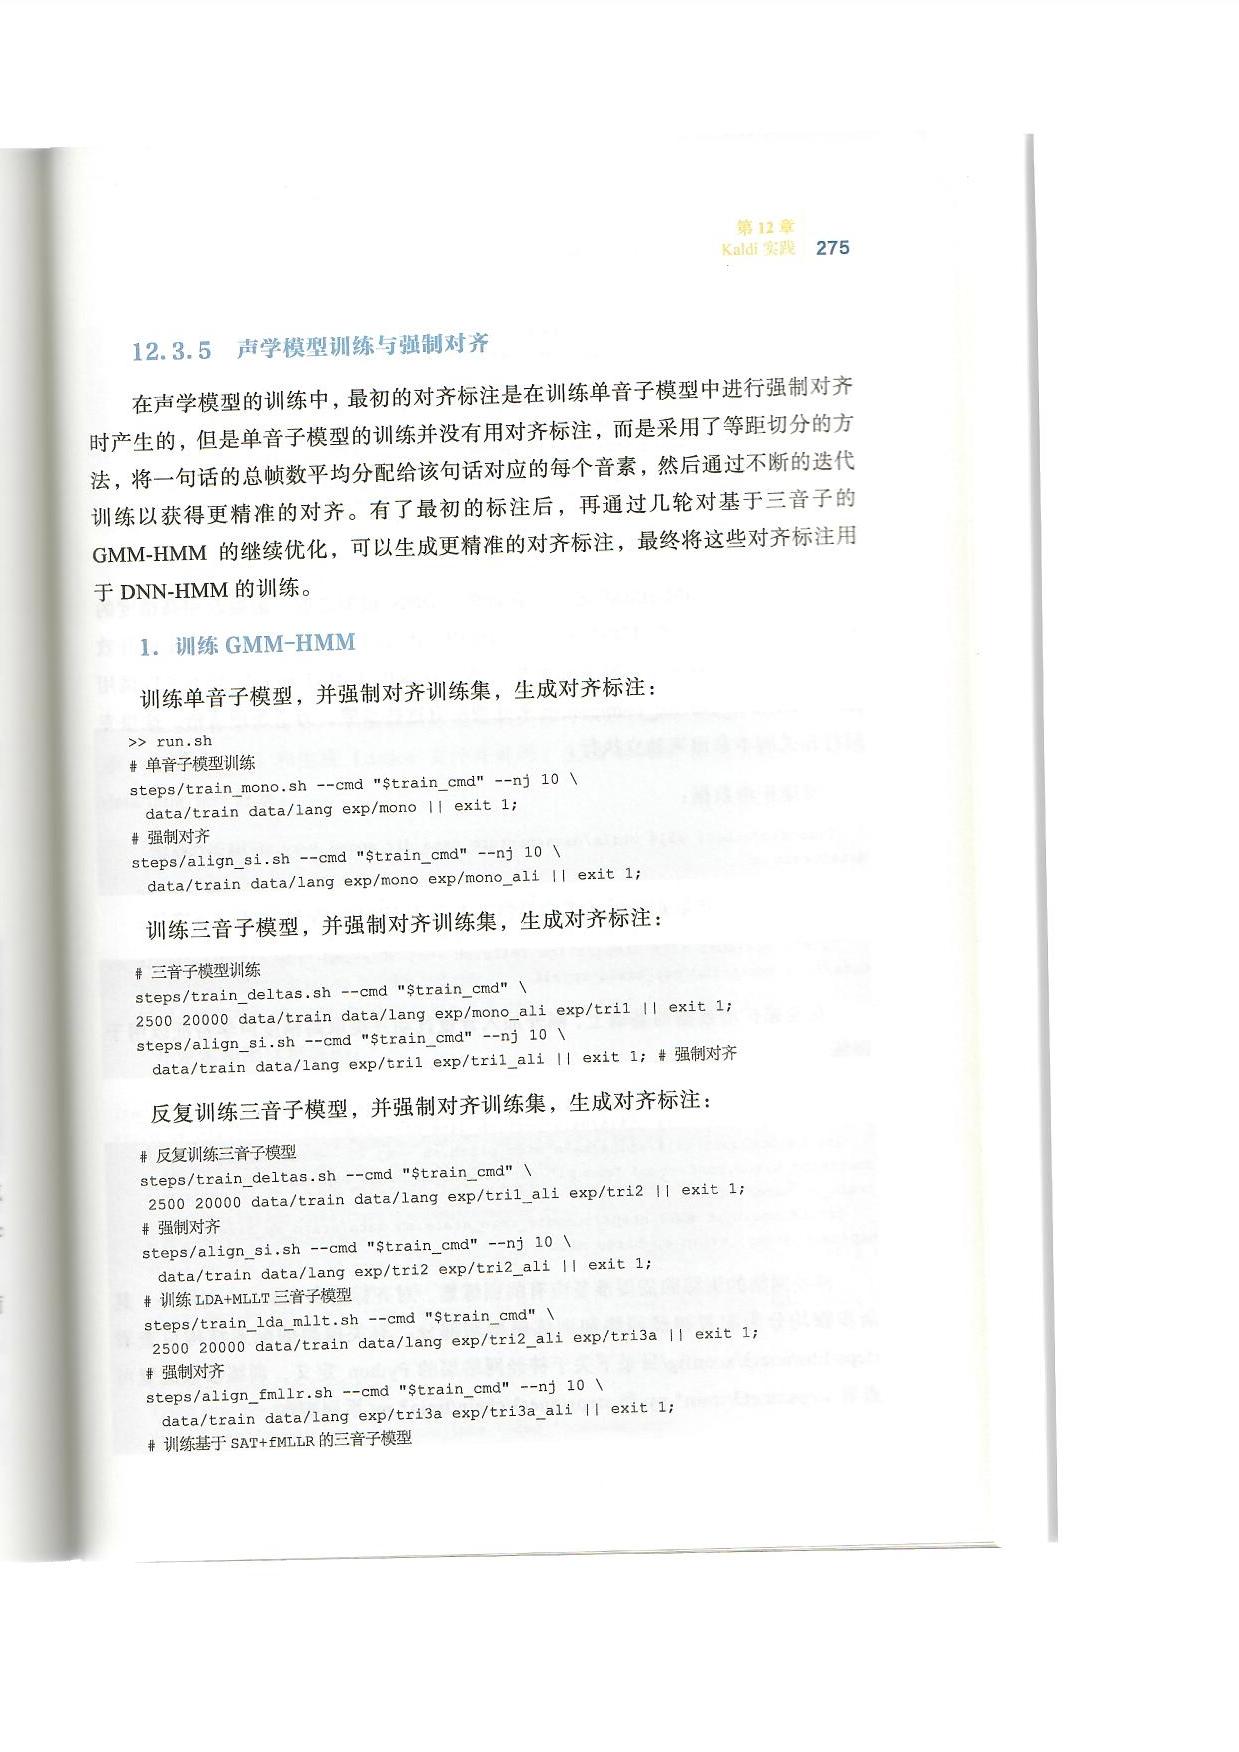 第 12 章
Kaldi 实践 275
12.3.5 声学模型训练与强制对齐
在声学模型的训练中，最初的对齐标注是在训练单音子模型中进行强制对齐
时产生的，但是单音子模型的训练并没有用对齐标注，而是采用了等距切分的方
法，将一句话的总帧数平均分配给该句话对应的每个音素，然后通过不断的迭代
训练以获得更精准的对齐。有了最初的标注后，再通过几轮对基于三音子的
GMM-HMM 的继续优化，可以生成更精准的对齐标注，最终将这些对齐标注用
于 DNN-HMM 的训练。
1. 训练 GMM-HMM
训练单音子模型，并强制对齐训练集，生成对齐标注：
>> run.sh
# 单音子模型训练
steps/train_mono.sh --cmd "$train_cmd" --nj 10 \
data/train data/lang exp/mono || exit 1;
# 强制对齐
steps/align_si.sh --cmd "$train_cmd" --nj 10 \
data/train data/lang exp/mono exp/mono_ali || exit 1;
训练三音子模型，并强制对齐训练集，生成对齐标注：
# 三音子模型训练
steps/train_deltas.sh --cmd "$train_cmd" \
2500 20000 data/train data/lang exp/mono_ali exp/tri1 || exit 1;
steps/align_si.sh --cmd "$train_cmd" --nj 10 \
data/train data/lang exp/tri1 exp/tri1_ali || exit 1; # 强制对齐
反复训练三音子模型，并强制对齐训练集，生成对齐标注：
# 反复训练三音子模型
steps/train_deltas.sh --cmd "$train_cmd" \
2500 20000 data/train data/lang exp/tri1_ali exp/tri2 || exit 1;
# 强制对齐
steps/align_si.sh --cmd "$train_cmd" --nj 10 \
data/train data/lang exp/tri2 exp/tri2_ali || exit 1;
# 训练 LDA+MLLT 三音子模型
steps/train_lda_mllt.sh --cmd "$train_cmd" \
2500 20000 data/train data/lang exp/tri2_ali exp/tri3a || exit 1;
# 强制对齐
steps/align_fmllr.sh --cmd "$train_cmd" --nj 10 \
data/train data/lang exp/tri3a exp/tri3a_ali || exit 1;
# 训练基于 SAT+fMLLR 的三音子模型